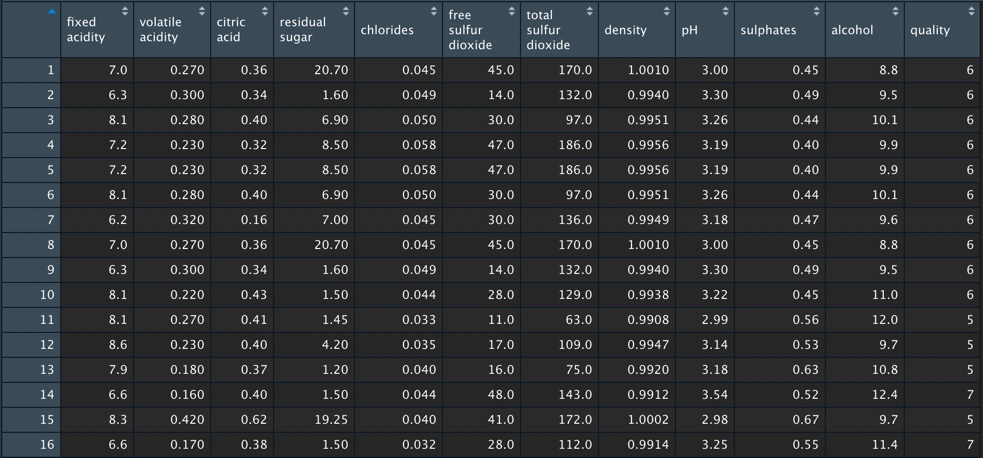 fixed acidity volatile acidity citric acid residual sugar chlorides free sulfur dioxide total sulfur dioxide density pH sulphates alcohol quality
1 7.0 0.270 0.36 20.70 0.045 45.0 170.0 1.0010 3.00 0.45 8.8 6
2 6.3 0.300 0.34 1.60 0.049 14.0 132.0 0.9940 3.30 0.49 9.5 6
3 8.1 0.280 0.40 6.90 0.050 30.0 97.0 0.9951 3.26 0.44 10.1 6
4 7.2 0.230 0.32 8.50 0.058 47.0 186.0 0.9956 3.19 0.40 9.9 6
5 7.2 0.230 0.32 8.50 0.058 47.0 186.0 0.9956 3.19 0.40 9.9 6
6 8.1 0.280 0.40 6.90 0.050 30.0 97.0 0.9951 3.26 0.44 10.1 6
7 6.2 0.320 0.16 7.00 0.045 30.0 136.0 0.9949 3.18 0.47 9.6 6
8 7.0 0.270 0.36 20.70 0.045 45.0 170.0 1.0010 3.00 0.45 8.8 6
9 6.3 0.300 0.34 1.60 0.049 14.0 132.0 0.9940 3.30 0.49 9.5 6
10 8.1 0.220 0.43 1.50 0.044 28.0 129.0 0.9938 3.22 0.45 11.0 6
11 8.1 0.270 0.41 1.45 0.033 11.0 63.0 0.9908 2.99 0.56 12.0 5
12 8.6 0.230 0.40 4.20 0.035 17.0 109.0 0.9947 3.14 0.53 9.7 5
13 7.9 0.180 0.37 1.20 0.040 16.0 75.0 0.9920 3.18 0.63 10.8 5
14 6.6 0.160 0.40 1.50 0.044 48.0 143.0 0.9912 3.54 0.52 12.4 7
15 8.3 0.420 0.62 19.25 0.040 41.0 172.0 1.0002 2.98 0.67 9.7 5
16 6.6 0.170 0.38 1.50 0.032 28.0 112.0 0.9914 3.25 0.55 11.4 7